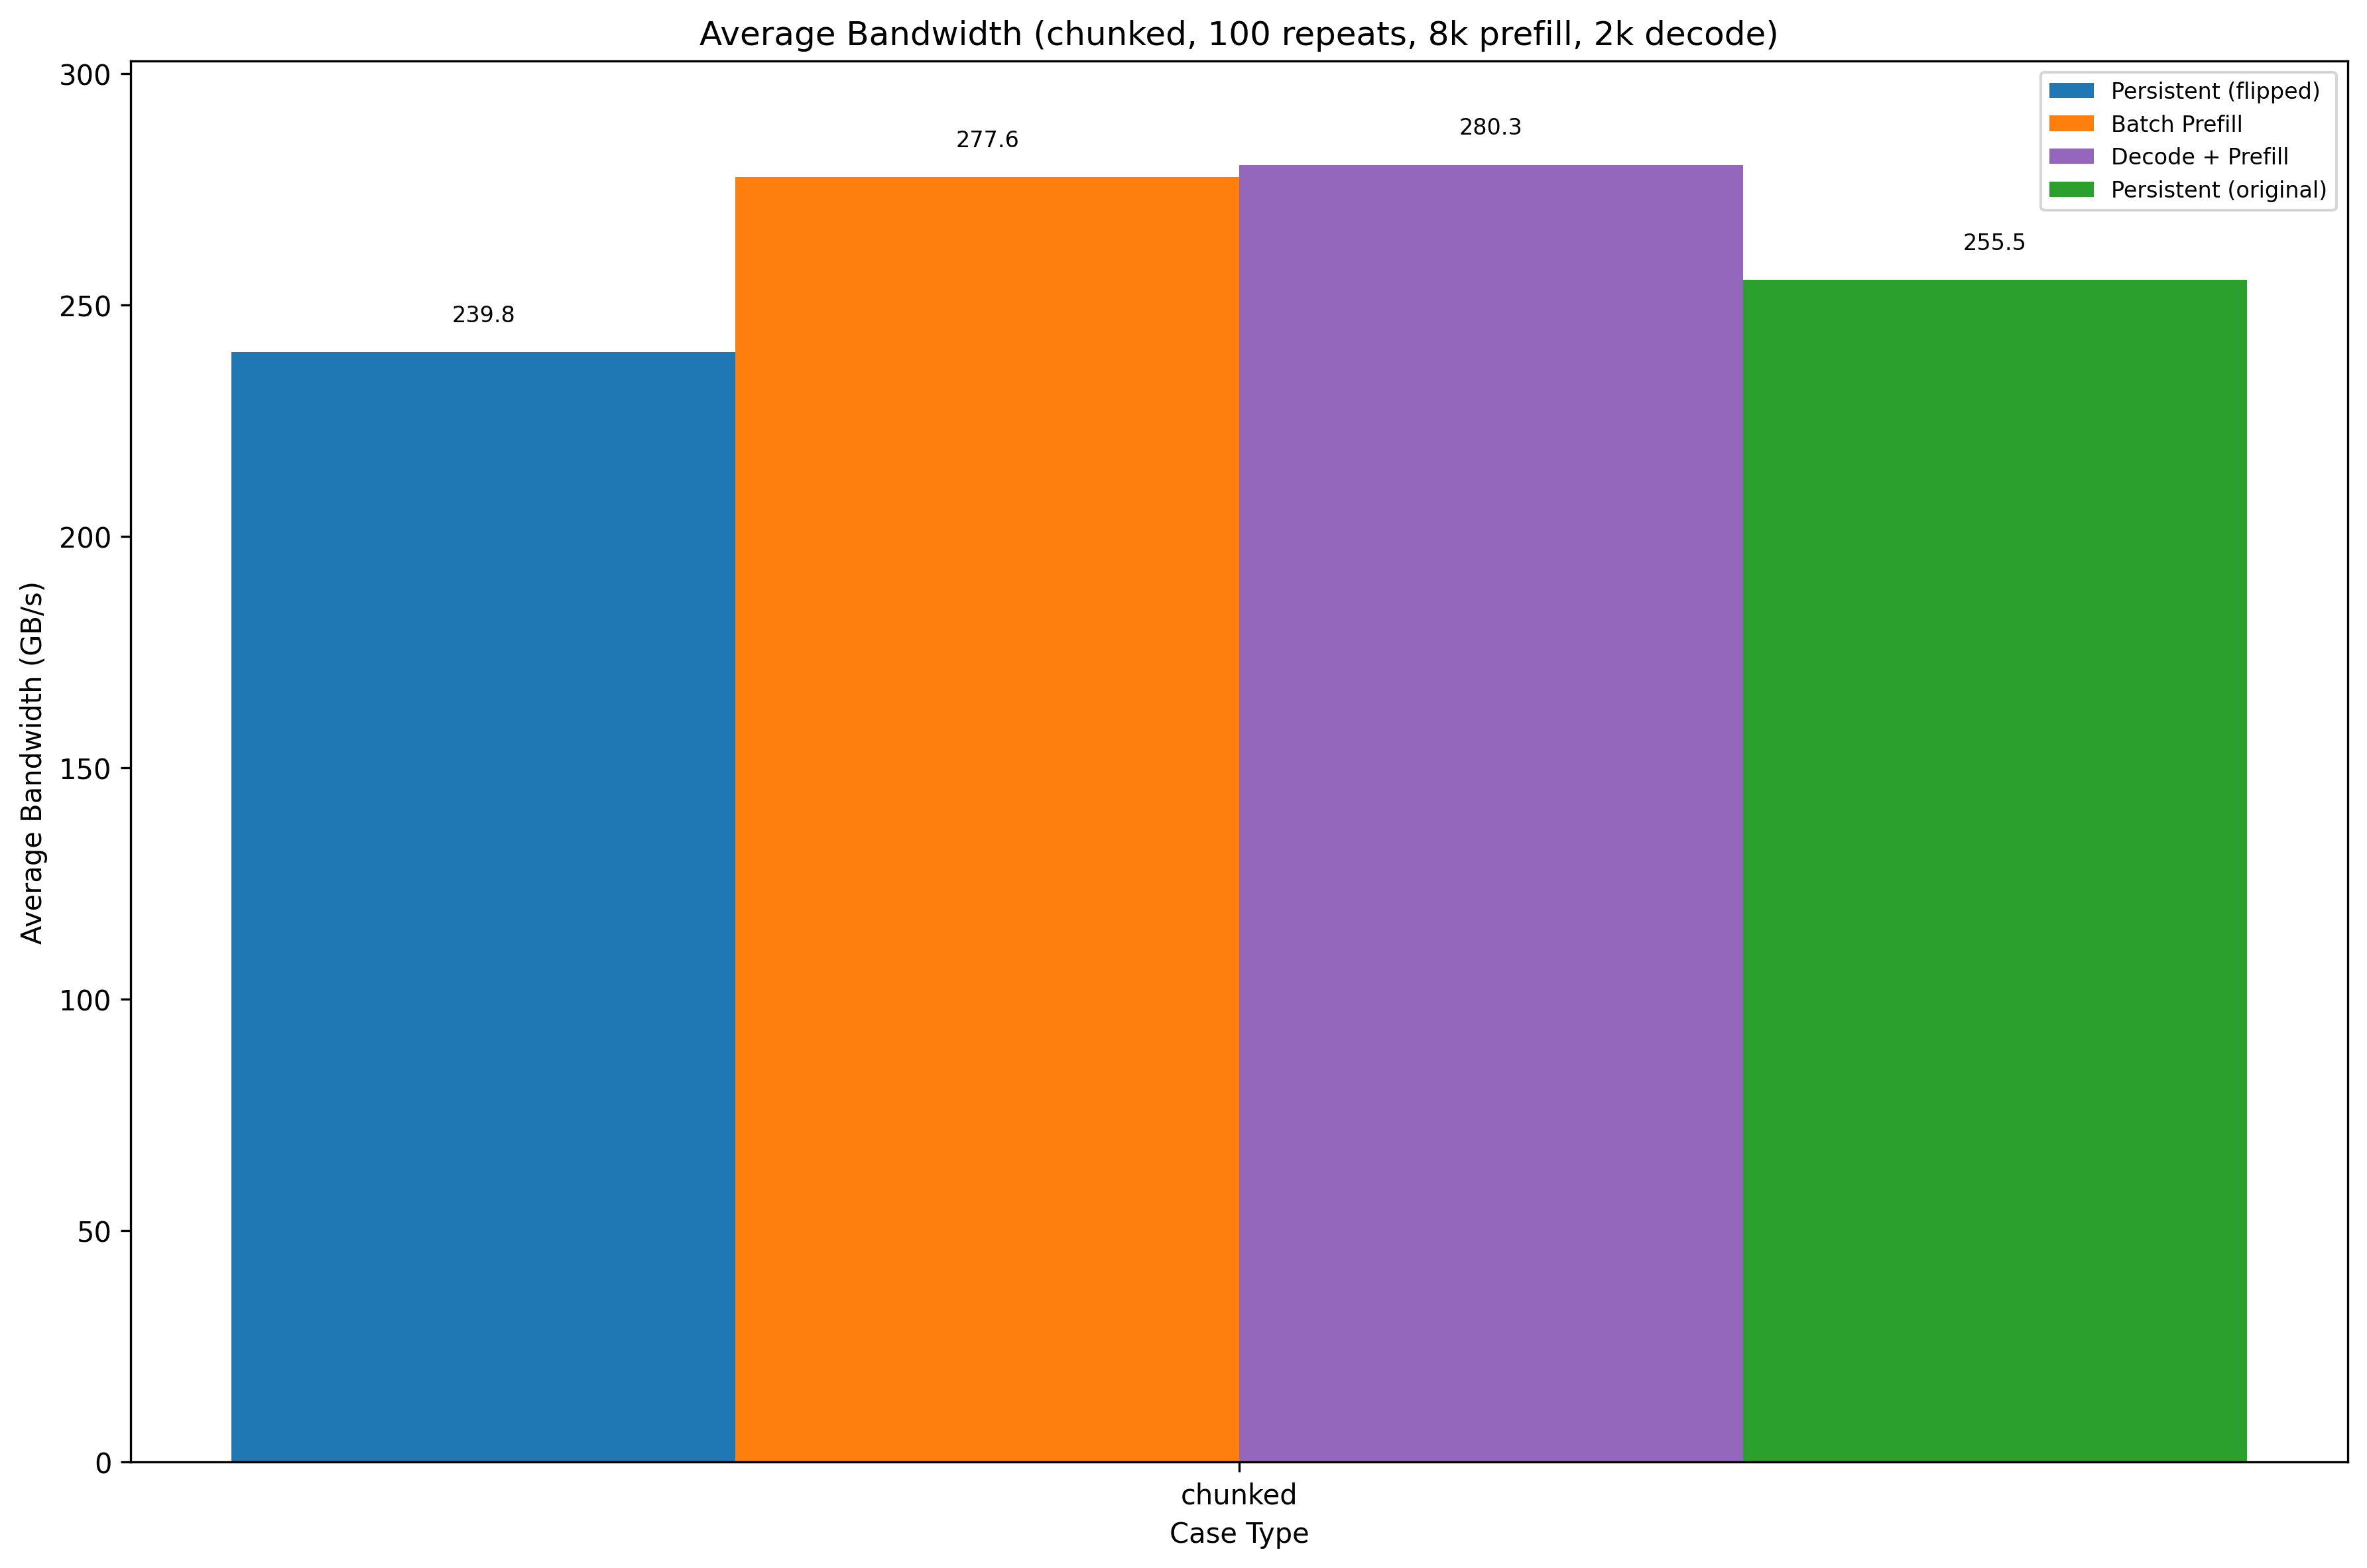 Average Bandwidth (chunked, 100 repeats, 8k prefill, 2k decode)
Average Bandwidth (GB/s)
300
250
200
150
100
50
0
239.8
277.6
280.3
255.5
Persistent (flipped)
Batch Prefill
Decode + Prefill
Persistent (original)
chunked
Case Type